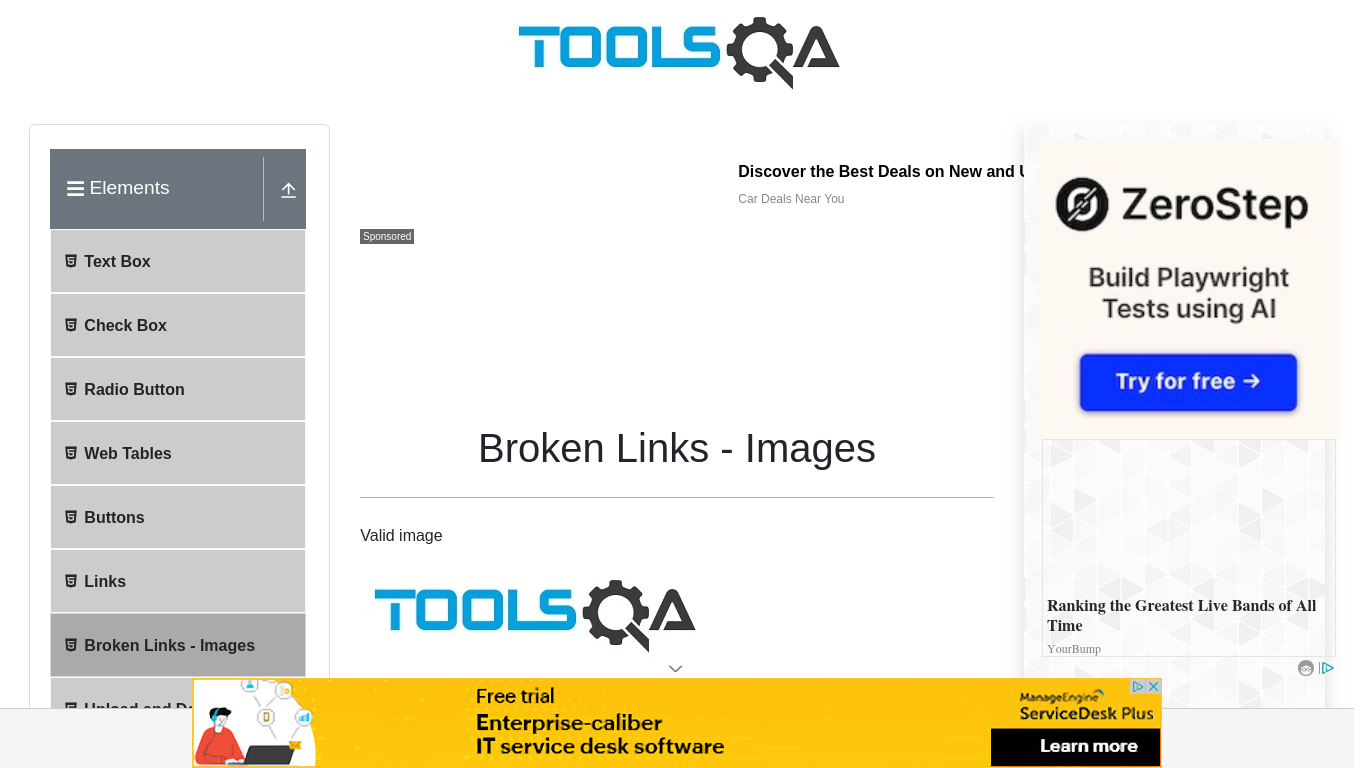 TOOLSQA
Elements
Text Box
Check Box
Radio Button
Web Tables
Buttons
Links
Broken Links - Images
Discover the Best Deals on New and
Car Deals Near You
Sponsored
Broken Links - Images
Valid image
TOOLSQA
ZeroStep
Build Playwright
Tests using AI
Try for free →
Ranking the Greatest Live Bands of All
Time
YourBump
Free trial
Enterprise-caliber
IT service desk software
ManageEngine
ServiceDesk Plus
Learn more